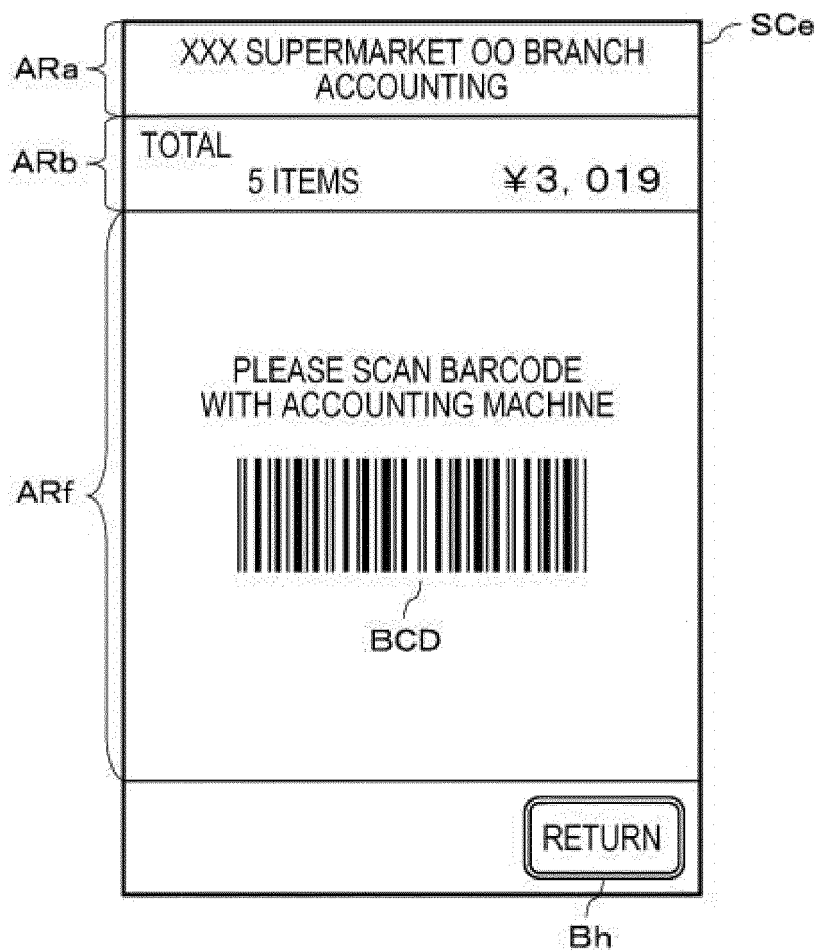 SCe
ARa
XXX SUPERMARKET OO BRANCH
ACCOUNTING
ARb
TOTAL
5 ITEMS ¥3, 019
PLEASE SCAN BARCODE
WITH ACCOUNTING MACHINE
ARf
BCD
RETURN
Bh